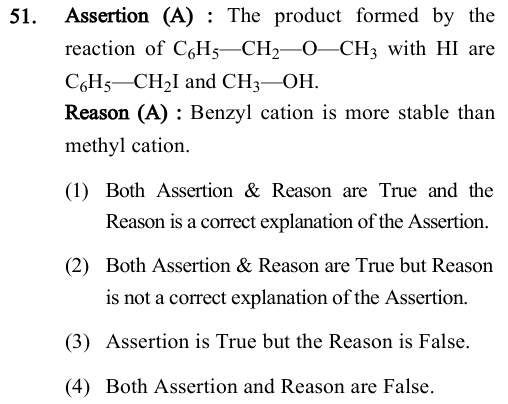 51. Assertion (A) : The product formed by the
reaction of C₆H₅—CH₂—O—CH₃ with HI are
C₆H₅—CH₂I and CH₃—OH.
Reason (A) : Benzyl cation is more stable than
methyl cation.
(1) Both Assertion & Reason are True and the
Reason is a correct explanation of the Assertion.
(2) Both Assertion & Reason are True but Reason
is not a correct explanation of the Assertion.
(3) Assertion is True but the Reason is False.
(4) Both Assertion and Reason are False.